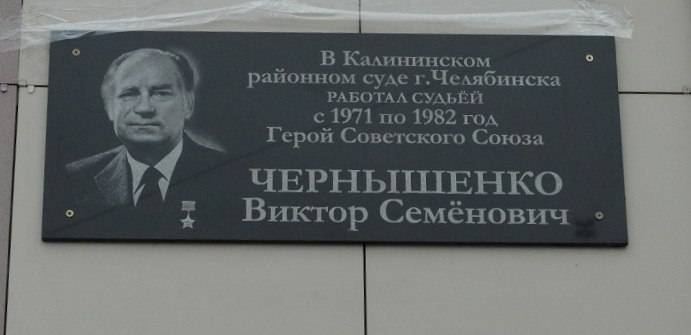 В Калининском
районном суде г.Челябинска
РАБОТАЛ СУДЬЁЙ
с 1971 по 1982 год
Герой Советского Союза
ЧЕРНЫШЕНКО
Виктор Семёнович